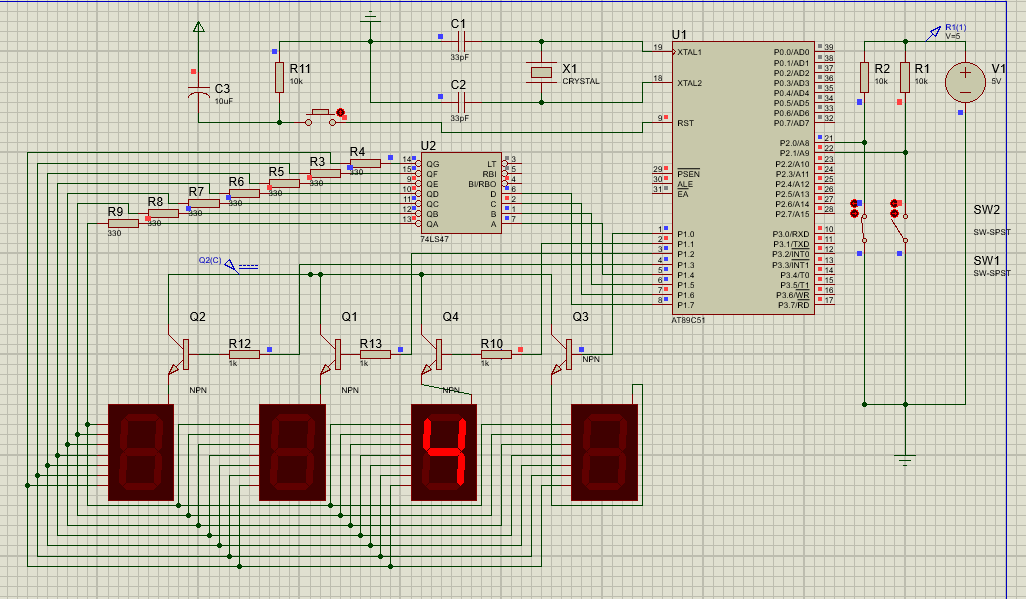 C1
33pF
C2
33pF
X1
CRYSTAL
R11
10k
C3
10uF
U1
19
XTAL1
18
XTAL2
9
RST
29
PSEN
30
ALE
31
EA
1
P1.0
2
P1.1
3
P1.2
4
P1.3
5
P1.4
6
P1.5
7
P1.6
8
P1.7
P0.0/AD0
39
P0.1/AD1
38
P0.2/AD2
37
P0.3/AD3
36
P0.4/AD4
35
P0.5/AD5
34
P0.6/AD6
33
P0.7/AD7
32
P2.0/A8
21
P2.1/A9
22
P2.2/A10
23
P2.3/A11
24
P2.4/A12
25
P2.5/A13
26
P2.6/A14
27
P2.7/A15
28
P3.0/RXD
10
P3.1/TXD
11
P3.2/INT0
12
P3.3/INT1
13
P3.4/T0
14
P3.5/T1
15
P3.6/WR
16
P3.7/RD
17
AT89C51
R2
10k
R1
10k
R1(1)
V=5
V1
5V
SW2
SW-SPST
SW1
SW-SPST
U2
14
QG
15
QF
9
QE
10
QD
11
QC
12
QB
13
QA
LT
3
RBI
5
BI/RBO
4
D
6
C
2
B
1
A
7
74LS47
R4
330
R3
330
R5
330
R6
330
R7
330
R8
330
R9
330
Q2(C)
Q2
NPN
R12
1k
Q1
NPN
R13
1k
Q4
NPN
R10
1k
Q3
NPN
4